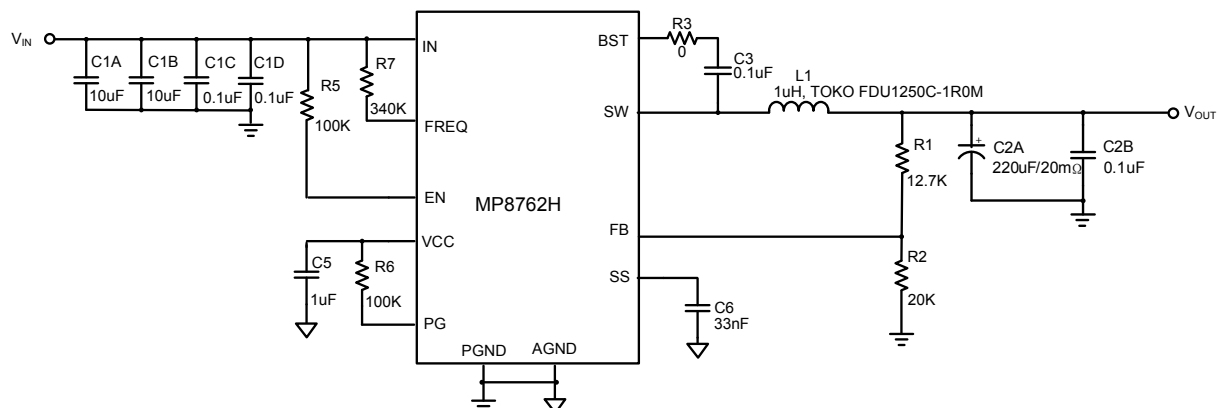 VIN
C1A
10uF
C1B
10uF
C1C
0.1uF
C1D
0.1uF
R5
100K
R7
340K
IN
FREQ
EN
VCC
PG
C5
1uF
R6
100K
MP8762H
PGND
AGND
BST
SW
FB
SS
R3
0
C3
0.1uF
L1
1uH, TOKO FDU1250C-1R0M
R1
12.7K
R2
20K
C6
33nF
+
C2A
220uF/20mΩ
C2B
0.1uF
VOUT